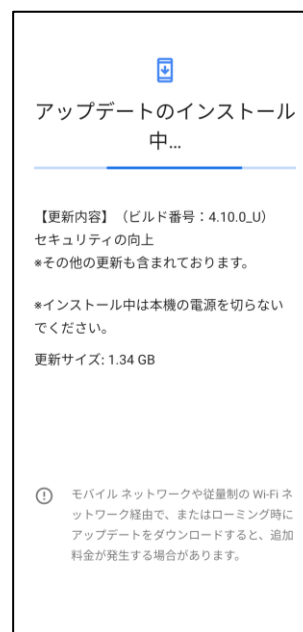 アップデートのインストール
中...
【更新内容】（ビルド番号：4.10.0_U）
セキュリティの向上
*その他の更新も含まれております。
*インストール中は本機の電源を切らない
でください。
更新サイズ: 1.34 GB
モバイル ネットワークや従量制の Wi-Fi ネ
ットワーク経由で、またはローミング時に
アップデートをダウンロードすると、追加
料金が発生する場合があります。